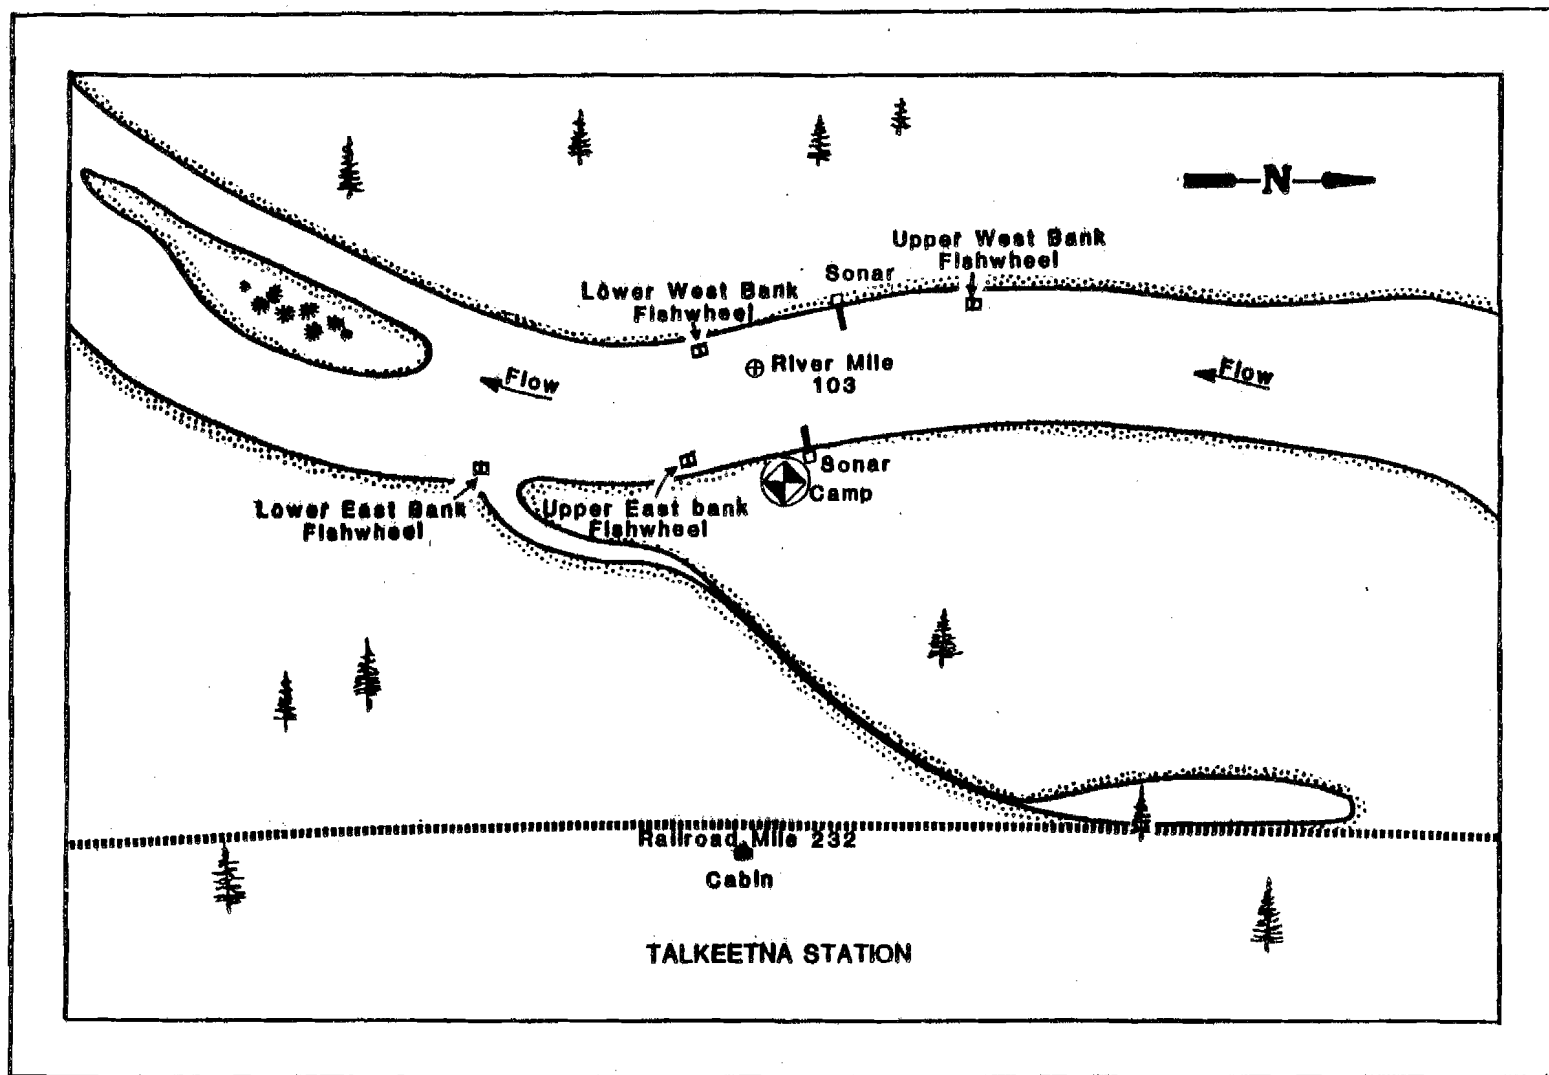 N
Upper West Bank
Fishwheel
Sonar
Lower West Bank
Fishwheel
River Mile
103
Flow
Flow
Sonar
Camp
Lower East Bank
Fishwheel
Upper East bank
Fishwheel
Railroad Mile 232
Cabin
TALKEETNA STATION